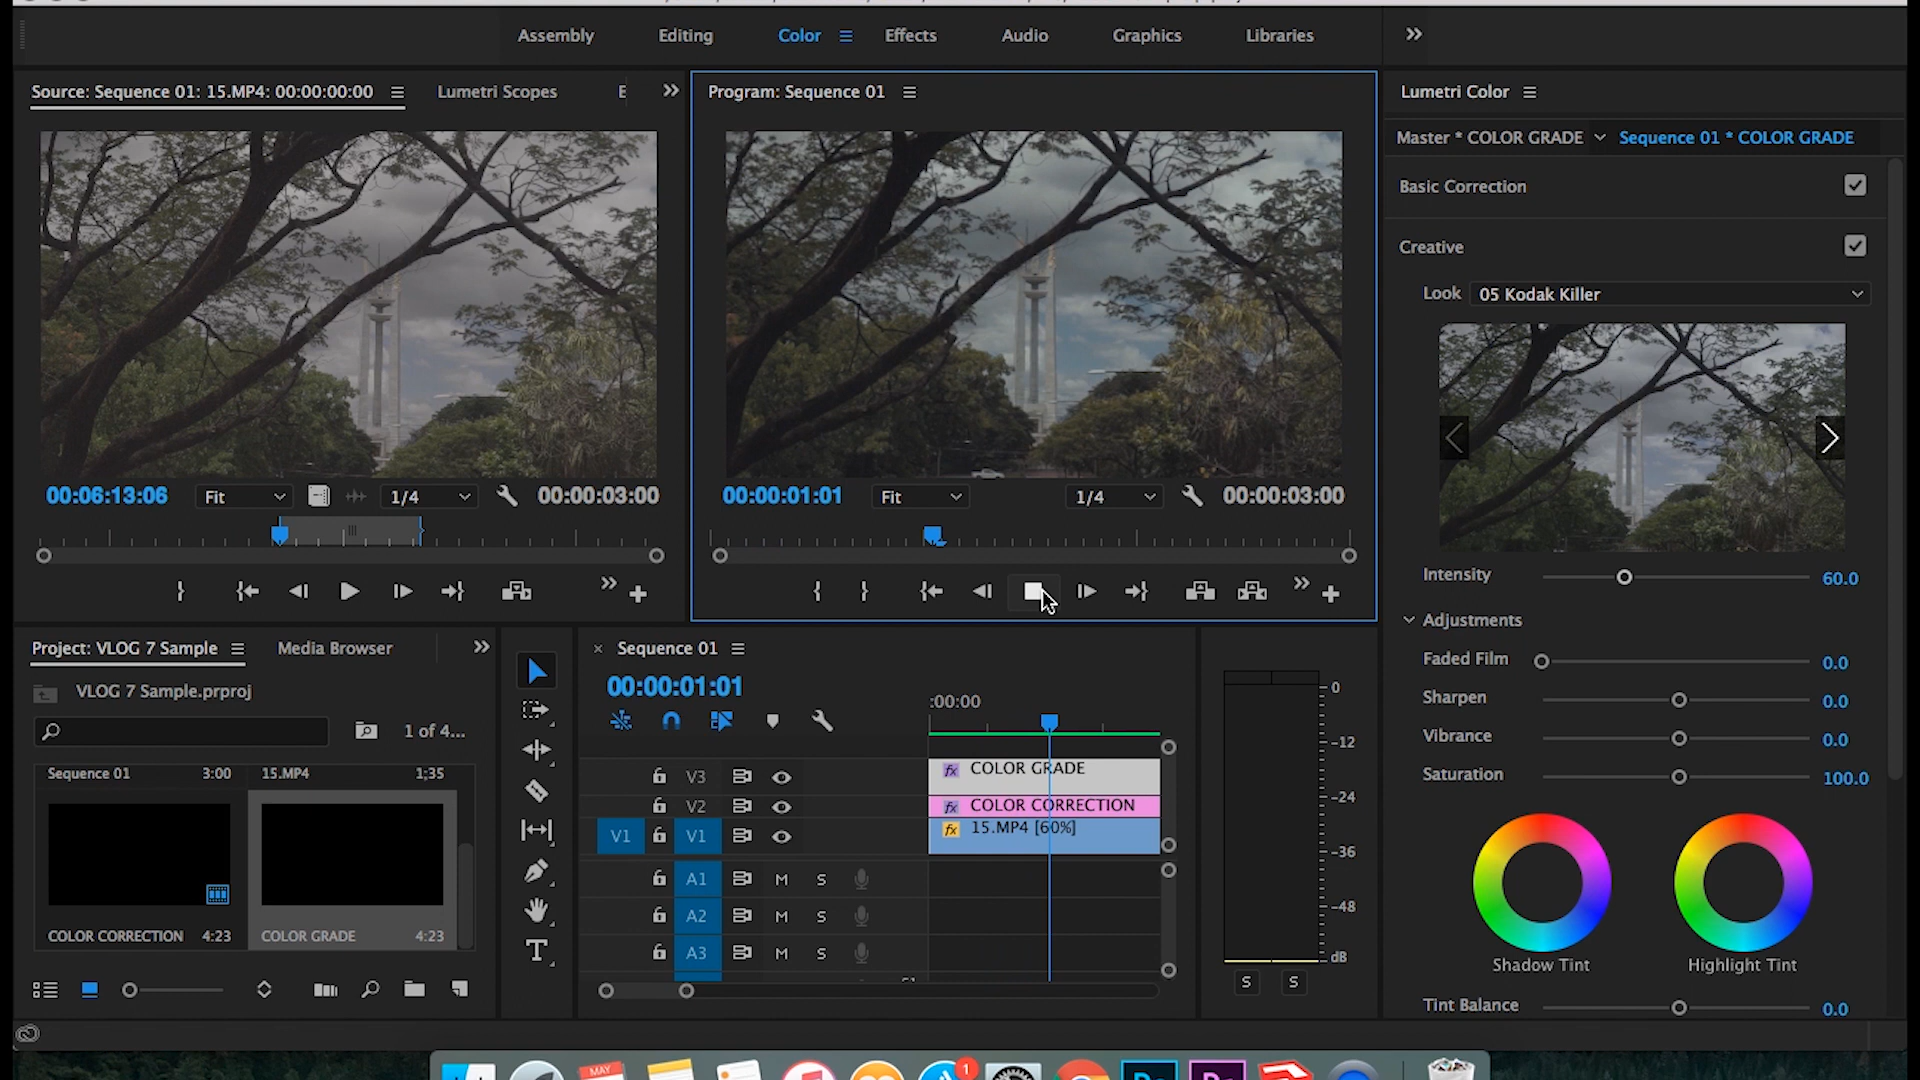 Assembly Editing Color Effects Audio Graphics Libraries
Source: Sequence 01: 15.MP4: 00:00:00:00 Lumetri Scopes
Program: Sequence 01
Lumetri Color
Master * COLOR GRADE Sequence 01 * COLOR GRADE
Basic Correction
Creative
Look 05 Kodak Killer
00:06:13:06 Fit 1/4 00:00:03:00
00:00:01:01 Fit 1/4 00:00:03:00
Intensity 60.0
Adjustments
Faded Film 0.0
Sharpen 0.0
Vibrance 0.0
Saturation 100.0
Shadow Tint Highlight Tint
Tint Balance 0.0
Project: VLOG 7 Sample Media Browser
VLOG 7 Sample.prproj
1 of 4...
Sequence 01 3:00 15.MP4 1;35
COLOR CORRECTION 4:23 COLOR GRADE 4:23
Sequence 01
00:00:01:01
:00:00
V3 COLOR GRADE
V2 COLOR CORRECTION
V1 V1 15.MP4 [60%]
A1 M S
A2 M S
A3 M S
0
-12
-24
-36
-48
dB
S S
MAY
1